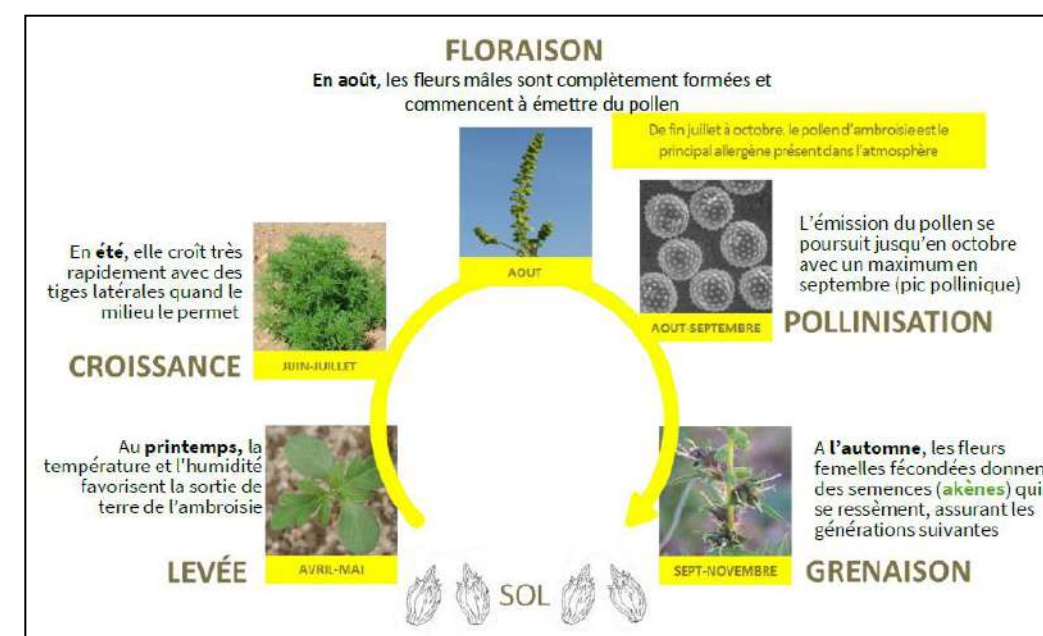 FLORAISON
En août, les fleurs mâles sont complètement formées et
commencent à émettre du pollen
De fin juillet à octobre, le pollen d'ambroisie est le
principal allergène présent dans l'atmosphère
AOUT
L'émission du pollen se
poursuit jusqu'en octobre
avec un maximum en
septembre (pic pollinique)
AOUT-SEPTEMBRE
POLLINISATION
En été, elle croît très
rapidement avec des
tiges latérales quand le
milieu le permet
CROISSANCE
JUIN-JUILLET
Au printemps, la
température et l'humidité
favorisent la sortie de
terre de l'ambroisie
LEVÉE
AVRIL-MAI
A l'automne, les fleurs
femelles fécondées donnen
des semences (akènes) qui
se ressèment, assurant les
générations suivantes
SEPT-NOVEMBRE
GRENAISON
SOL